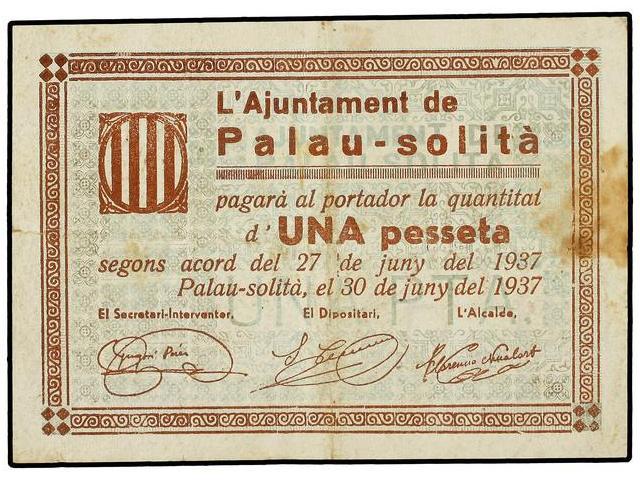 L'Ajuntament de
Palau-solità
pagarà al portador la quantitat
d' UNA pesseta
segons acord del 27 de juny del 1937
Palau-solità, el 30 de juny del 1937
El Secretari-Interventor, El Dipositari, L'Alcalde,